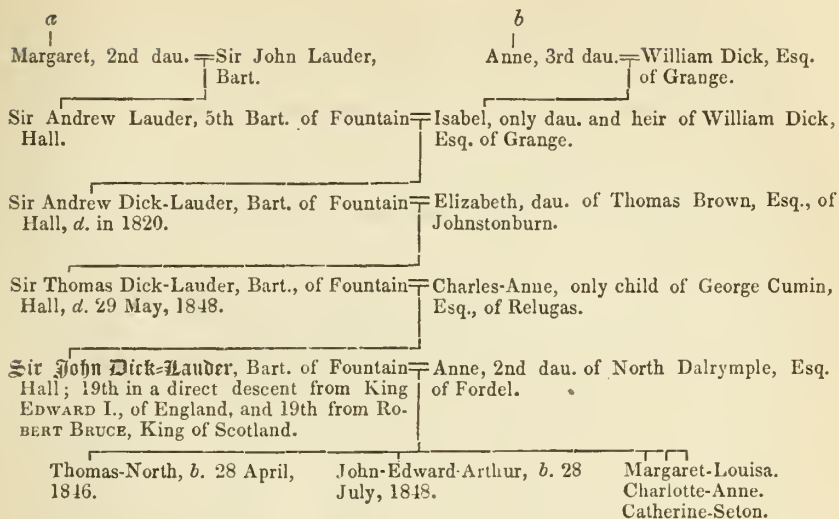 a
b
Margaret, 2nd dau.
Sir John Lauder,
Bart.
Anne, 3rd dau.
William Dick, Esq.
of Grange.
Sir Andrew Lauder, 5th Bart. of Fountain
Hall.
Isabel, only dau. and heir of William Dick,
Esq. of Grange.
Sir Andrew Dick-Lauder, Bart. of Fountain
Hall, d. in 1820.
Elizabeth, dau. of Thomas Brown, Esq., of
Johnstonburn.
Sir Thomas Dick-Lauder, Bart., of Fountain
Hall, d. 29 May, 1848.
Charles-Anne, only child of George Cumin,
Esq., of Relugas.
Sir John Dick=Lauder, Bart. of Fountain
Hall; 19th in a direct descent from King
EDWARD I., of England, and 19th from RO-
BERT BRUCE, King of Scotland.
Anne, 2nd dau. of North Dalrymple, Esq.
of Fordel.
Thomas-North, b. 28 April,
1846.
John-Edward-Arthur, b. 28
July, 1848.
Margaret-Louisa.
Charlotte-Anne.
Catherine-Seton.